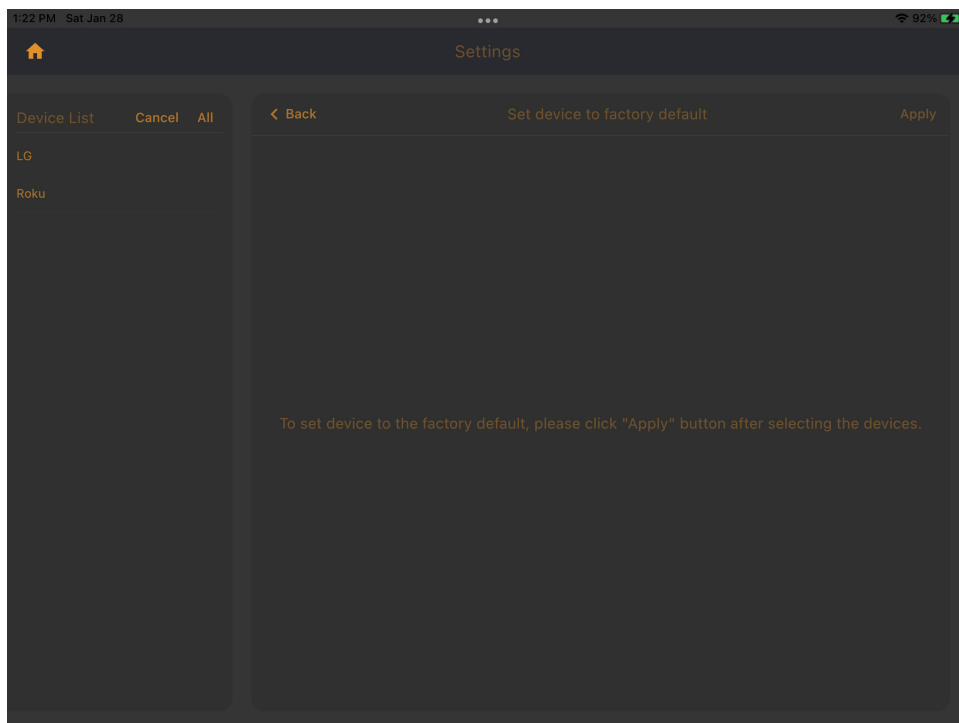 1:22 PM Sat Jan 28
92%
Settings
Device List Cancel All
LG
Roku
Back Set device to factory default Apply
To set device to the factory default, please click "Apply" button after selecting the devices.